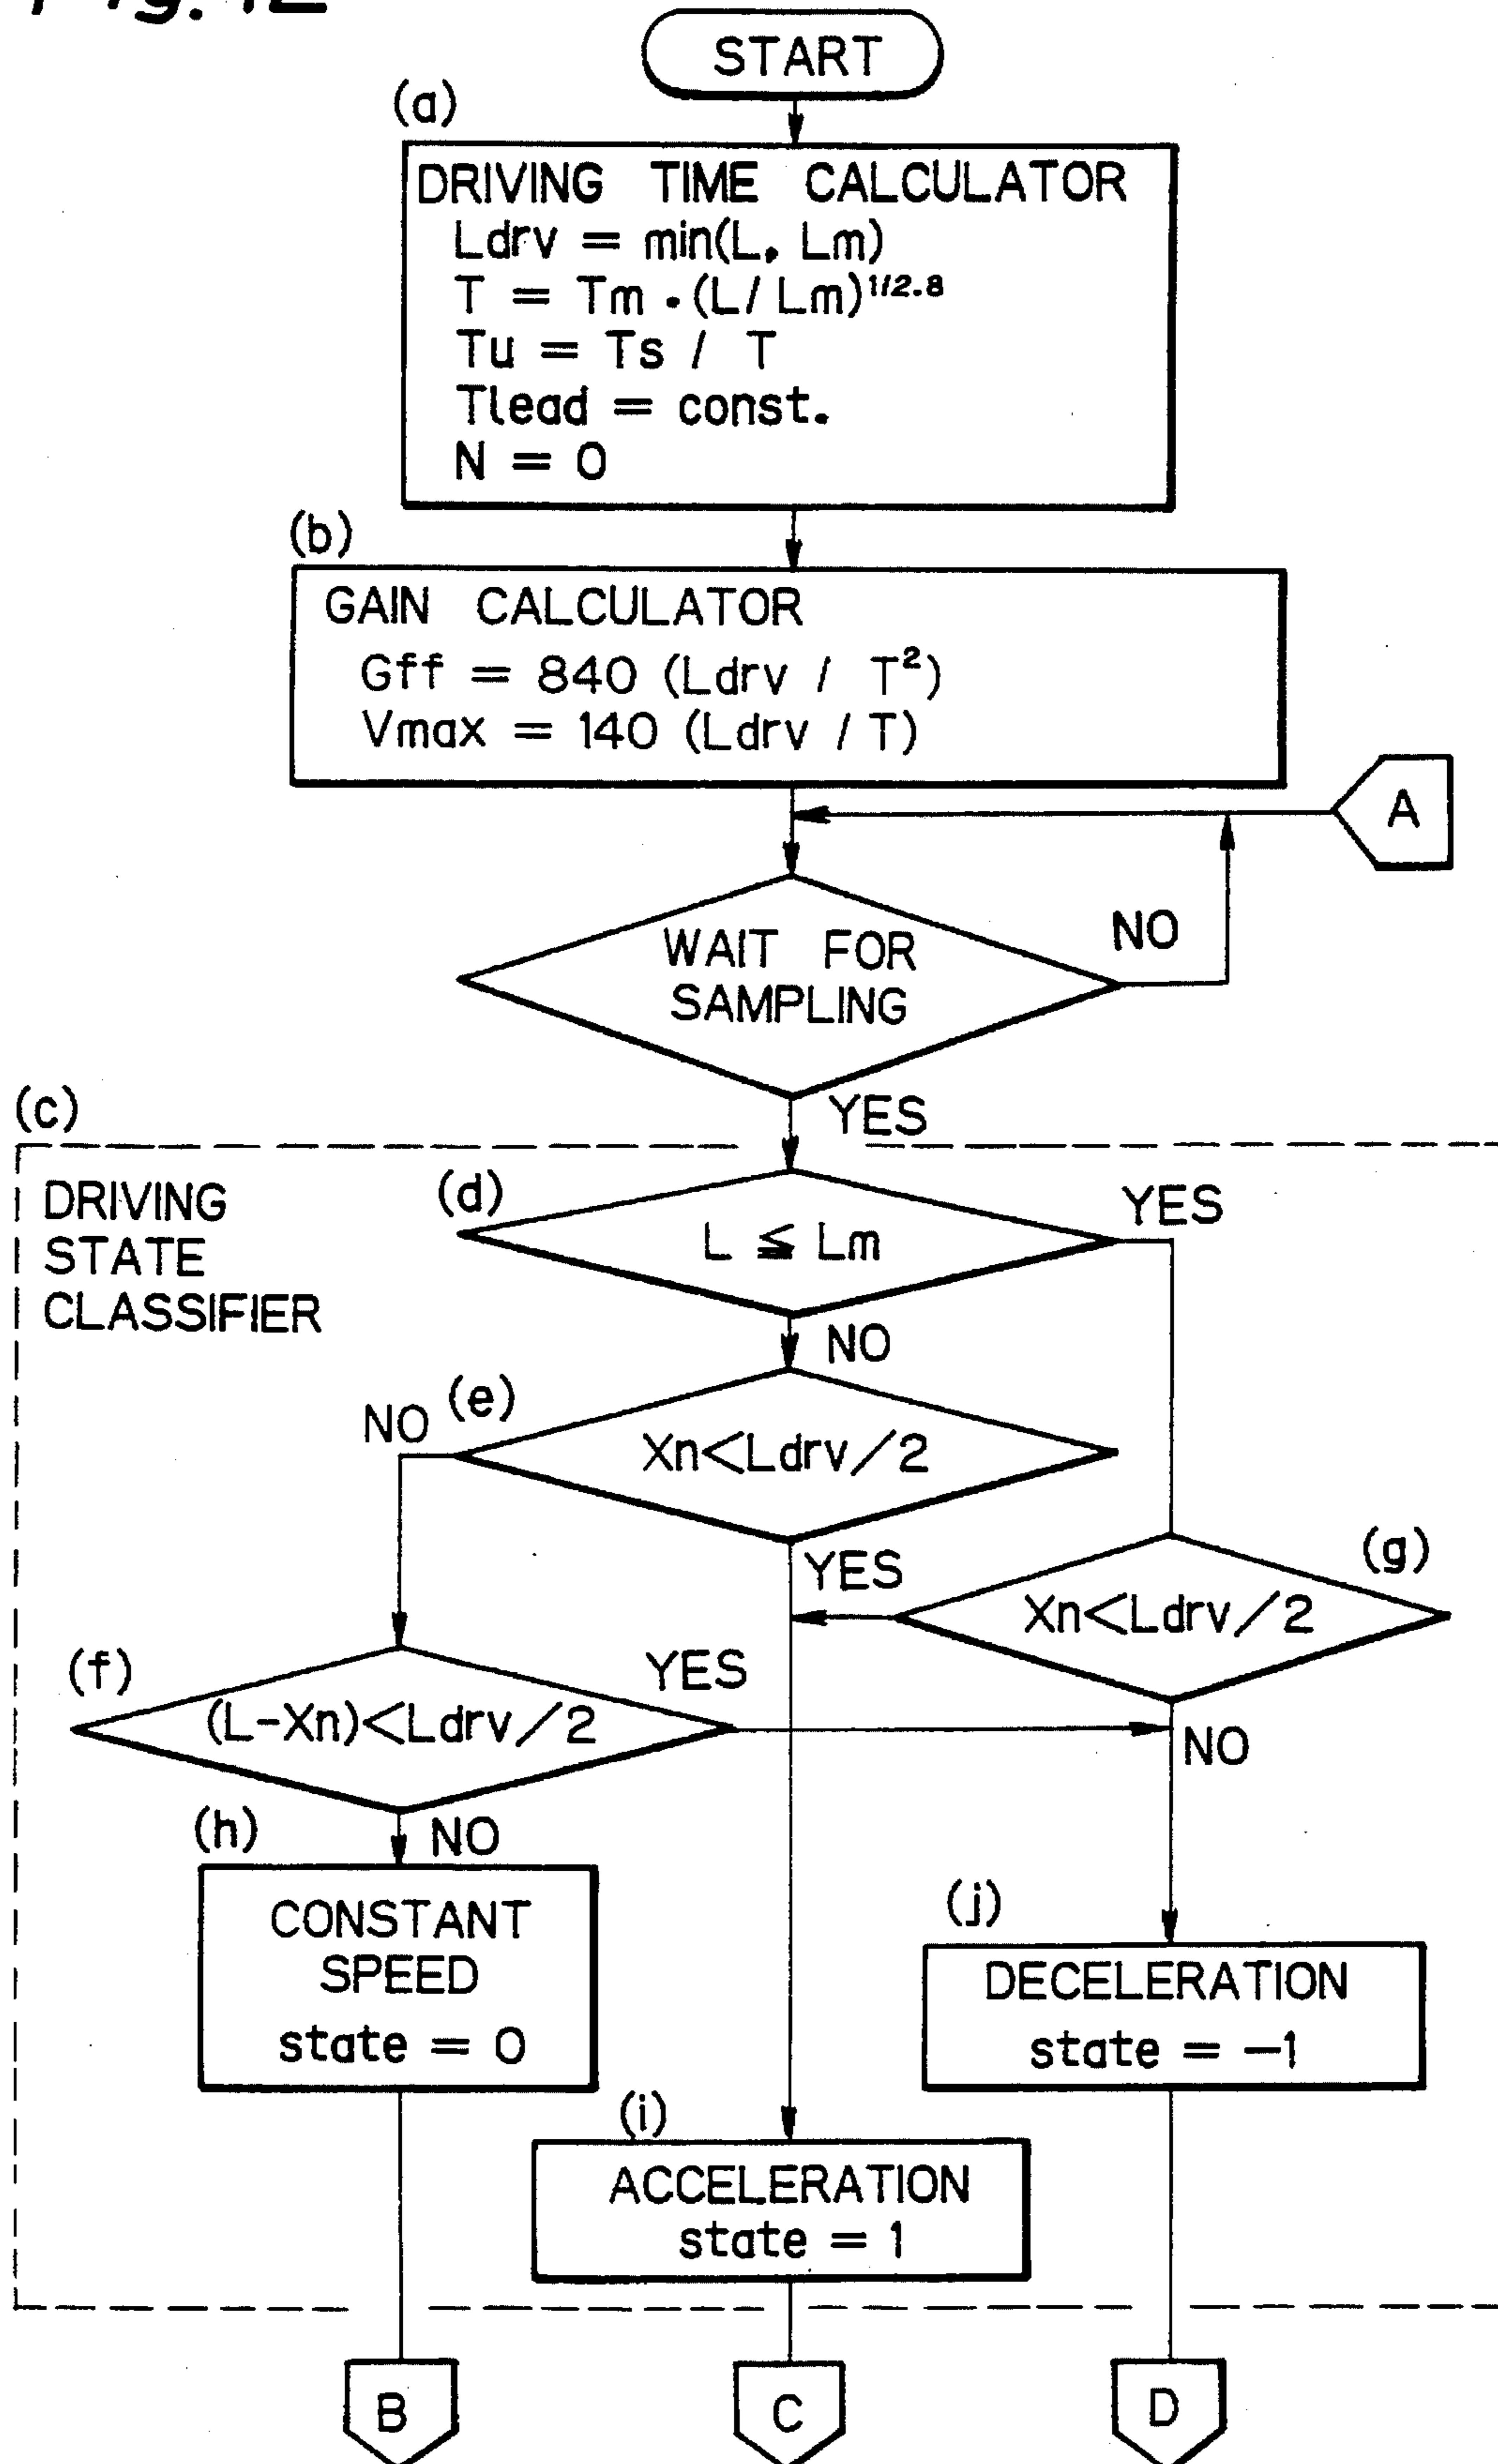 Fig. 12
START
(a)
DRIVING TIME CALCULATOR
Ldrv = min(L, Lm)
T = Tm · (L/Lm)^1/2.8
Tu = Ts / T
Tlead = const.
N = 0
(b)
GAIN CALCULATOR
Gff = 840 (Ldrv / T²)
Vmax = 140 (Ldrv / T)
A
WAIT FOR
SAMPLING
NO
YES
(c)
DRIVING
STATE
CLASSIFIER
(d)
L ≦ Lm
YES
NO
(e)
NO
Xn<Ldrv/2
YES
(g)
Xn<Ldrv/2
(f)
(L-Xn)<Ldrv/2
YES
NO
(h)
NO
CONSTANT
SPEED
state = 0
(j)
DECELERATION
state = -1
(i)
ACCELERATION
state = 1
B
C
D